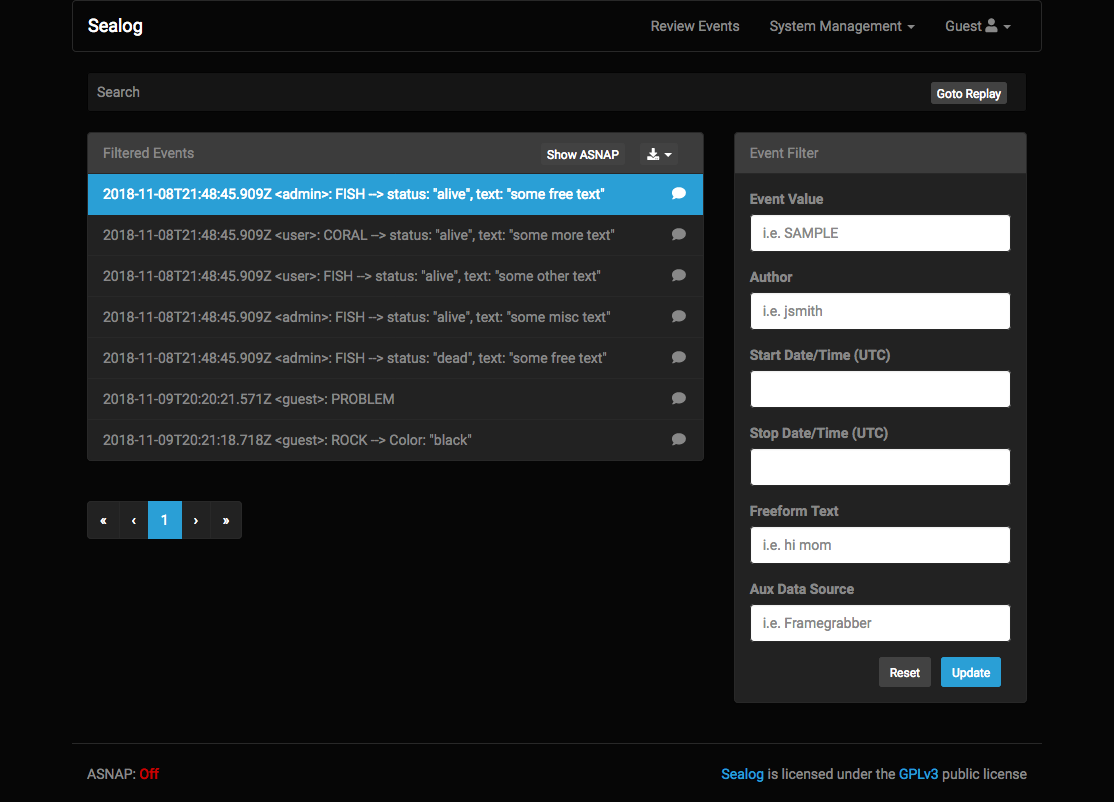 Sealog Review Events System Management Guest
Search Goto Replay
Filtered Events Show ASNAP
2018-11-08T21:48:45.909Z <admin>: FISH --> status: "alive", text: "some free text"
2018-11-08T21:48:45.909Z <user>: CORAL --> status: "alive", text: "some more text"
2018-11-08T21:48:45.909Z <user>: FISH --> status: "alive", text: "some other text"
2018-11-08T21:48:45.909Z <admin>: FISH --> status: "alive", text: "some misc text"
2018-11-08T21:48:45.909Z <admin>: FISH --> status: "dead", text: "some free text"
2018-11-09T20:20:21.571Z <guest>: PROBLEM
2018-11-09T20:21:18.718Z <guest>: ROCK --> Color: "black"
« ‹ 1 › »
Event Filter
Event Value
i.e. SAMPLE
Author
i.e. jsmith
Start Date/Time (UTC)
Stop Date/Time (UTC)
Freeform Text
i.e. hi mom
Aux Data Source
i.e. Framegrabber
Reset Update
ASNAP: Off
Sealog is licensed under the GPLv3 public license